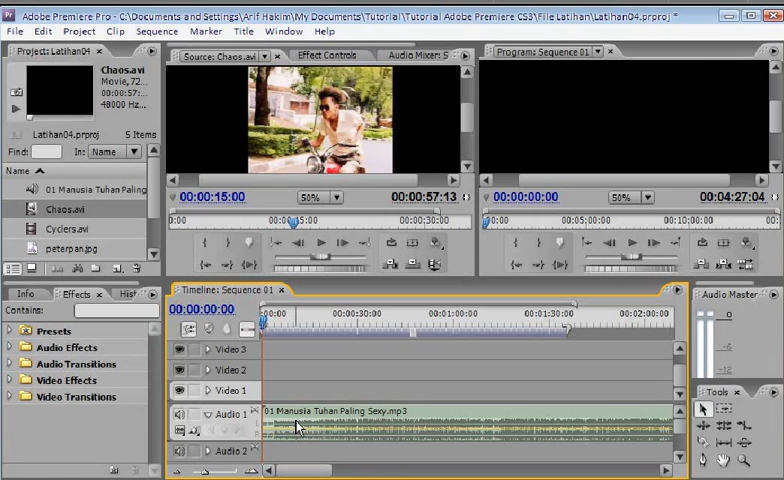 Adobe Premiere Pro - C:\Documents and Settings\Arif Hakim\My Documents\Tutorial\Tutorial Adobe Premiere CS3\File Latihan\Latihan04.prproj *
File Edit Project Clip Sequence Marker Title Window Help
Project: Latihan04
Source: Chaos.avi
Effect Controls
Audio Mixer: S
Program: Sequence 01
Chaos.avi
Movie, 72...
00:00:57:
48000 Hz
Latihan04.prproj 5 Items
Find: In: Name
Name
01 Manusia Tuhan Paling
Chaos.avi
Cyclers.avi
peterpan.jpg
00:00:15:00 50% 00:00:57:13
0:00 00:00:15:00 00:00:30:00
00:00:00:00 50% 00:04:27:04
00:00 00:05:00:00 00:10:00:00
Info Effects Hist
Contains:
Presets
Audio Effects
Audio Transitions
Video Effects
Video Transitions
Timeline: Sequence 01
00:00:00:00
:00:00 00:00:30:00 00:01:00:00 00:01:30:00 00:02:00:00
Video 3
Video 2
Video 1
Audio 1
01 Manusia Tuhan Paling Sexy.mp3
Audio 2
Audio Master
0
-6
-12
Tools